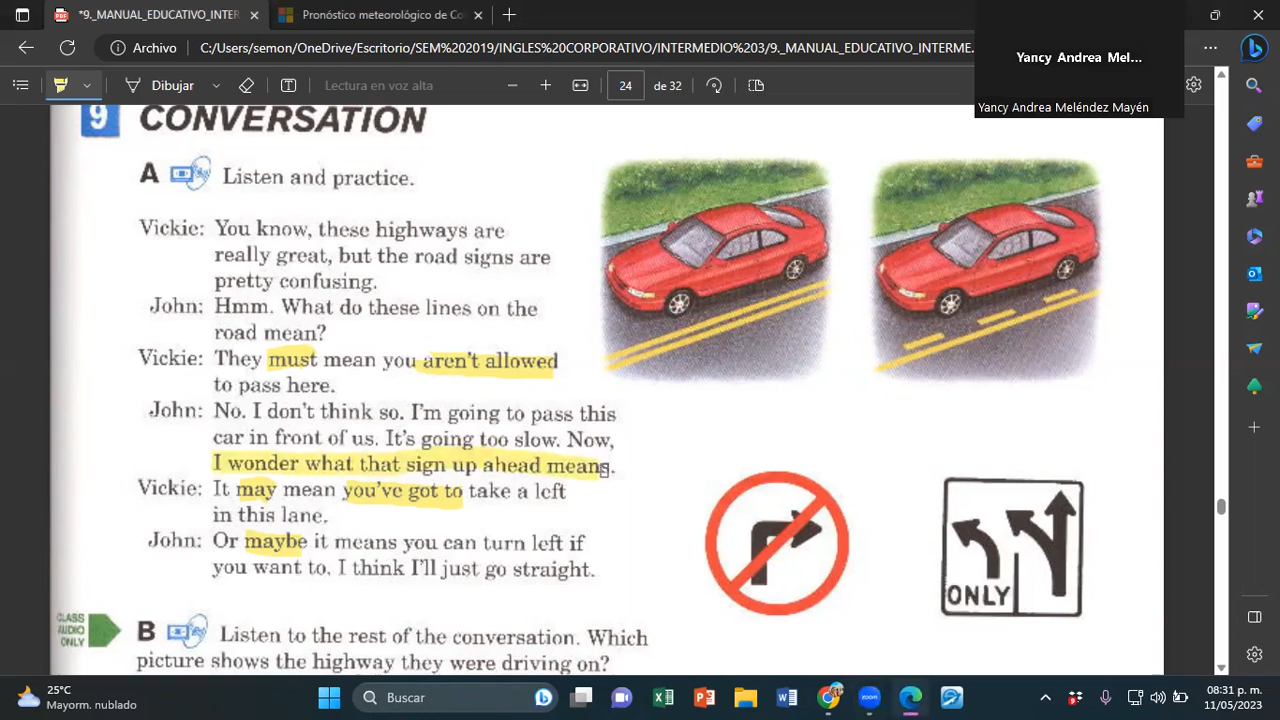 *9._MANUAL_EDUCATIVO_INTER
Pronóstico meteorológico de Co
Archivo
C:/Users/semon/OneDrive/Escritorio/SEM%202019/INGLES%20CORPORATIVO/INTERMEDIO%203/9._MANUAL_EDUCATIVO_INTERME...
Yancy Andrea Mel...
Yancy Andrea Meléndez Mayén
Dibujar
Lectura en voz alta
24
de 32
9 CONVERSATION
A Listen and practice.
Vickie: You know, these highways are
really great, but the road signs are
pretty confusing.
John: Hmm. What do these lines on the
road mean?
Vickie: They must mean you aren't allowed
to pass here.
John: No. I don't think so. I'm going to pass this
car in front of us. It's going too slow. Now,
I wonder what that sign up ahead means.
Vickie: It may mean you've got to take a left
in this lane.
John: Or maybe it means you can turn left if
you want to. I think I'll just go straight.
ONLY
CLASS
AUDIO
ONLY
B Listen to the rest of the conversation. Which
picture shows the highway they were driving on?
25°C
Mayorm. nublado
Buscar
zoom
08:31 p. m.
11/05/2023